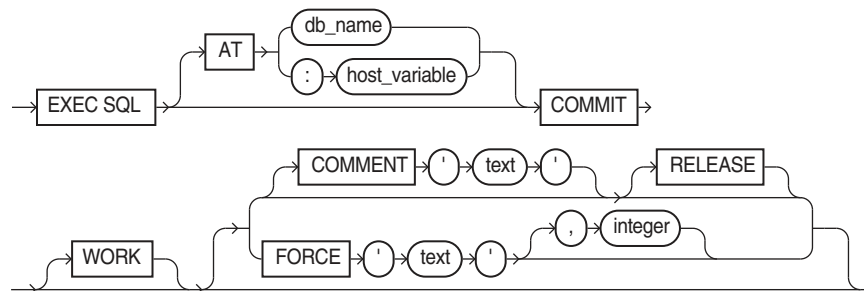 db_name
AT
: host_variable
EXEC SQL COMMIT
COMMENT ' text ' RELEASE
, integer
WORK FORCE ' text '